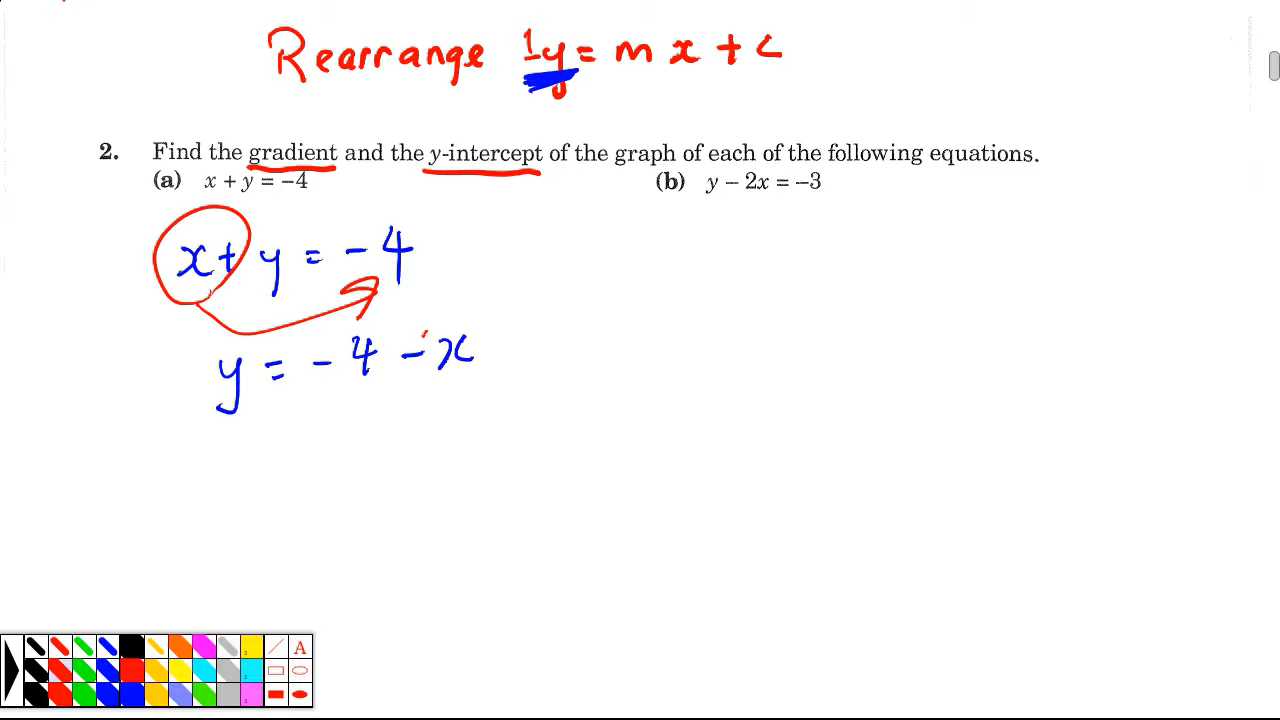 Rearrange 1y = mx + c
2. Find the gradient and the y-intercept of the graph of each of the following equations.
(a) x + y = −4 (b) y − 2x = −3
x + y = −4
y = −4 − x
A